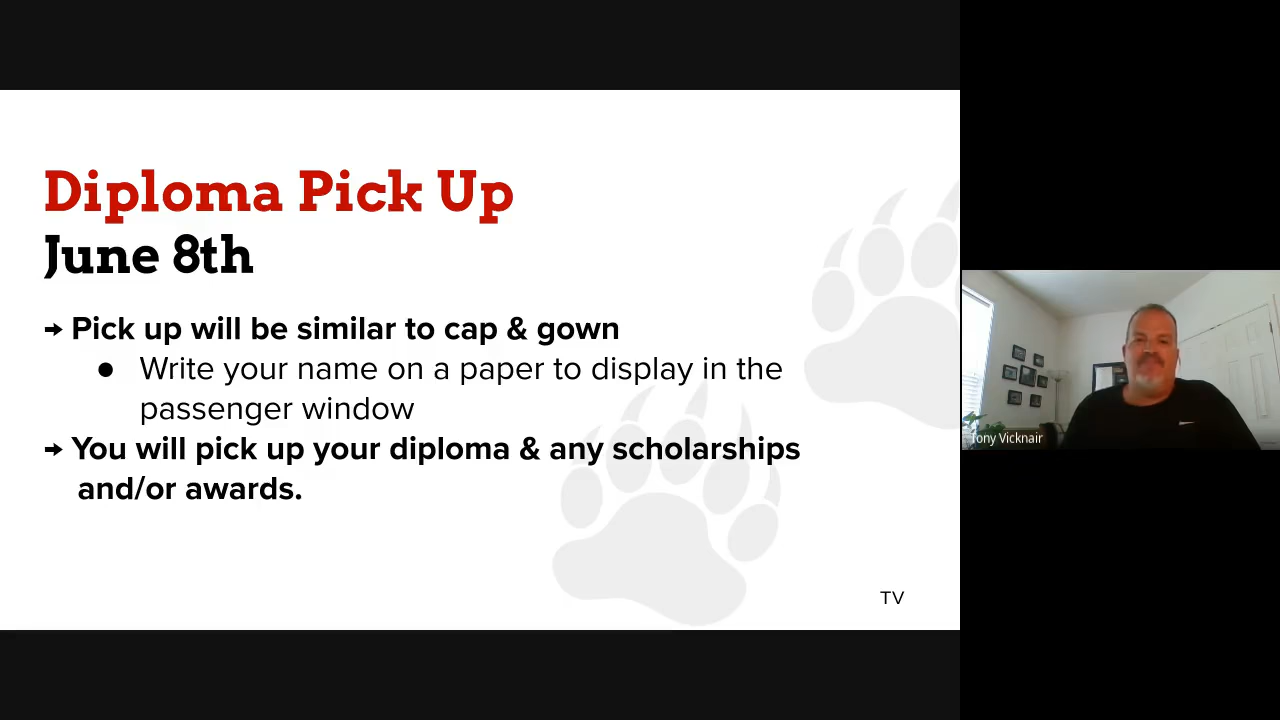 Diploma Pick Up
June 8th
→ Pick up will be similar to cap & gown
● Write your name on a paper to display in the
passenger window
→ You will pick up your diploma & any scholarships
and/or awards.
TV
Tony Vicknair